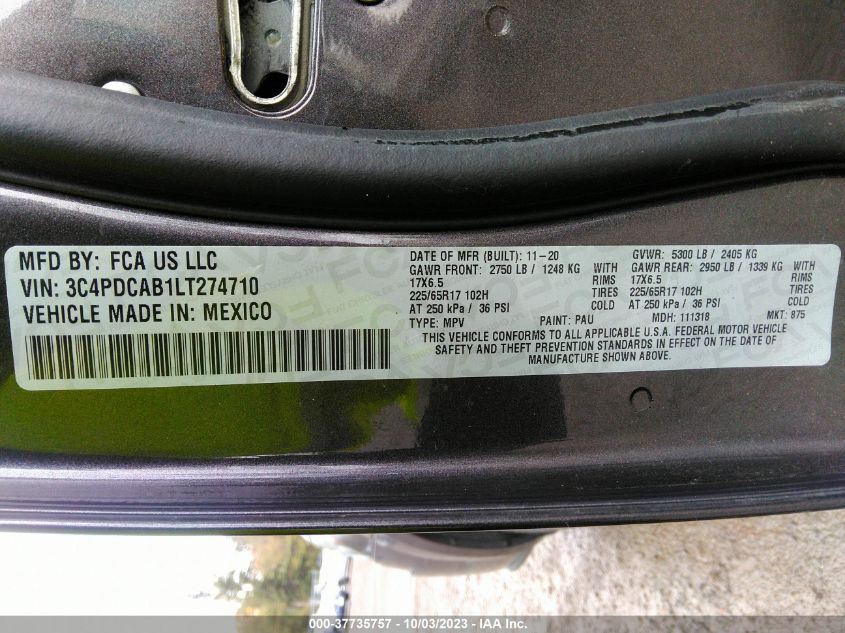 MFD BY: FCA US LLC
VIN: 3C4PDCAB1LT274710
VEHICLE MADE IN: MEXICO
DATE OF MFR (BUILT): 11-20
GVWR: 5300 LB / 2405 KG
GAWR FRONT: 2750 LB / 1248 KG WITH
GAWR REAR: 2950 LB / 1339 KG WITH
17X6.5 RIMS
17X6.5 RIMS
225/65R17 102H TIRES
225/65R17 102H TIRES
AT 250 kPa / 36 PSI COLD
AT 250 kPa / 36 PSI COLD
TYPE: MPV PAINT: PAU MDH: 111318 MKT: 875
THIS VEHICLE CONFORMS TO ALL APPLICABLE U.S.A. FEDERAL MOTOR VEHICLE
SAFETY AND THEFT PREVENTION STANDARDS IN EFFECT ON THE DATE OF
MANUFACTURE SHOWN ABOVE.
000-37735757 - 10/03/2023 - IAA Inc.